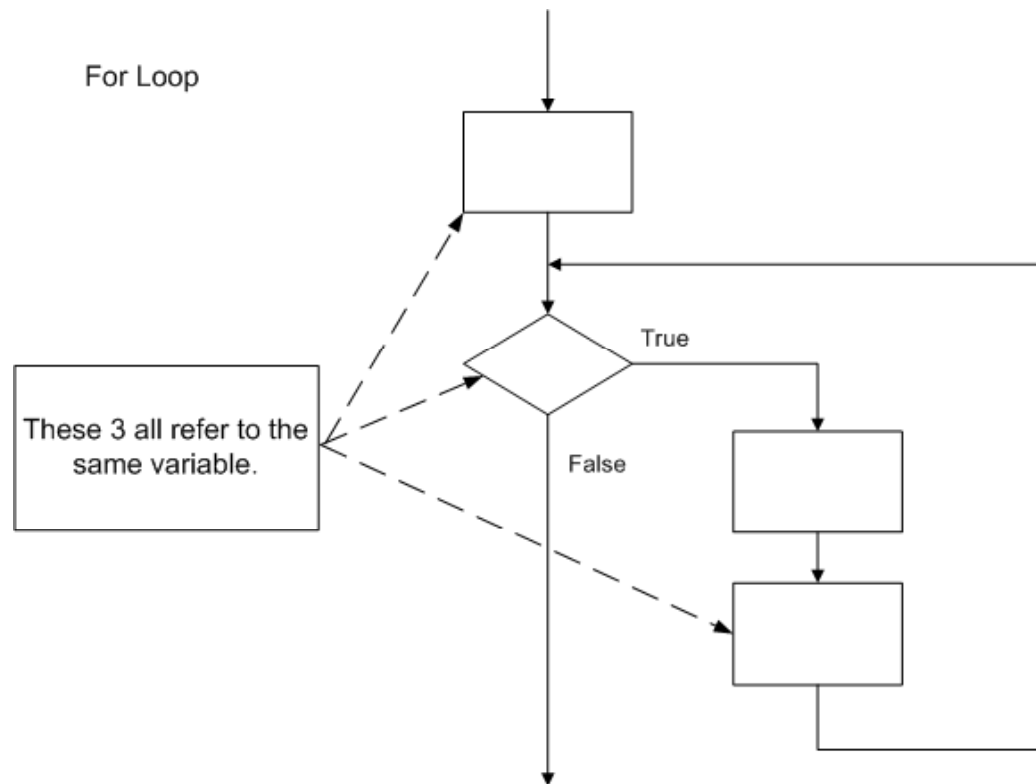 For Loop
True
These 3 all refer to the
same variable.
False